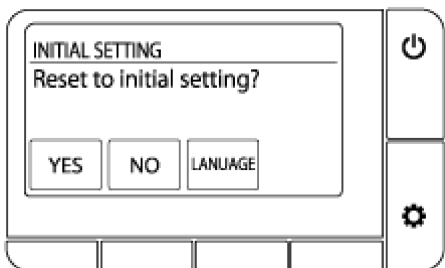 INITIAL SETTING
Reset to initial setting?
YES NO LANUAGE